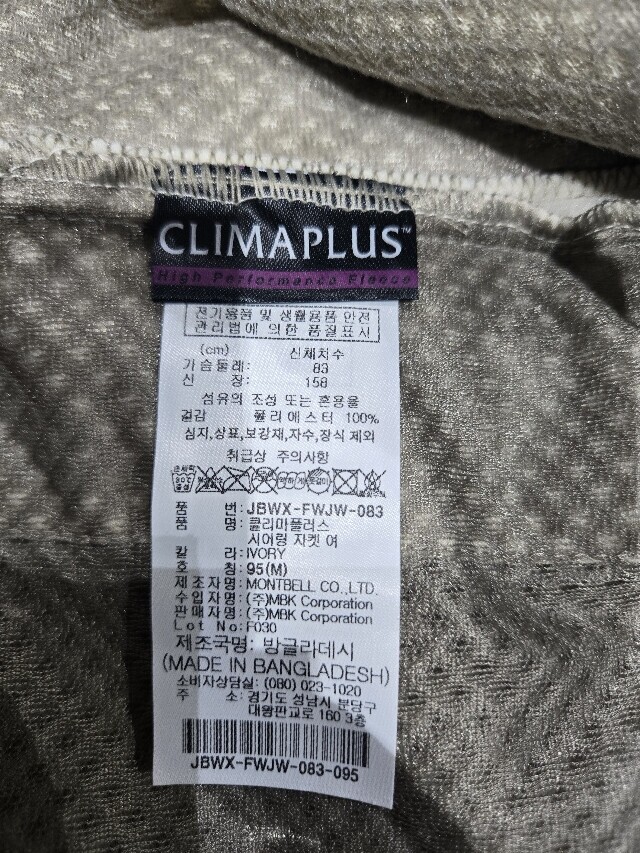 CLIMAPLUS™
High Performance Fleece
전기용품 및 생활용품 안전
관리법에 의한 품질표시
(cm) 신체치수
가슴둘레: 83
신 장: 158
섬유의 조성 또는 혼용율
겉감 폴리에스터 100%
심지,상표,보강재,자수,장식 제외
취급상 주의사항
품 번: JBWX-FWJW-083
품 명: 클리마플러스
시어링 자켓 여
칼 라: IVORY
호 칭: 95(M)
제 조 자 명: MONTBELL CO.,LTD.
수 입 자 명: (주)MBK Corporation
판 매 자 명: (주)MBK Corporation
Lot No: F030
제조국명: 방글라데시
(MADE IN BANGLADESH)
소비자상담실: (080) 023-1020
주 소: 경기도 성남시 분당구
대왕판교로 160 3층
JBWX-FWJW-083-095